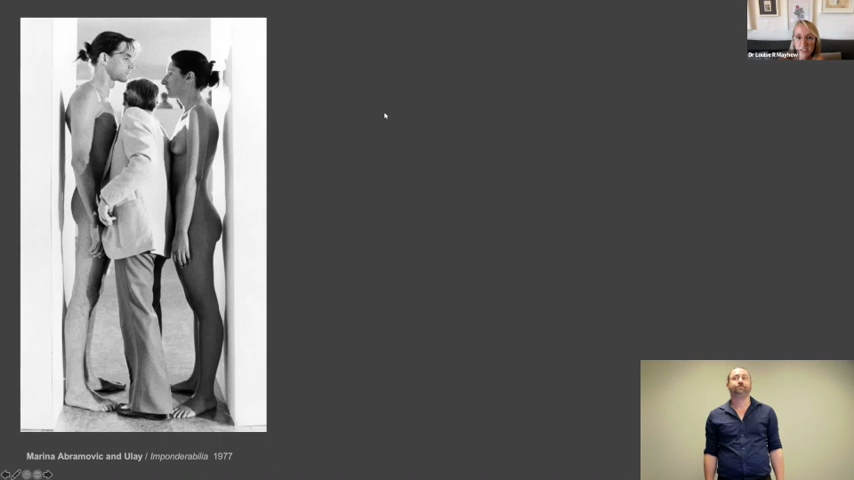 Dr Louise R Mayhew
Marina Abramovic and Ulay / Imponderabilia 1977